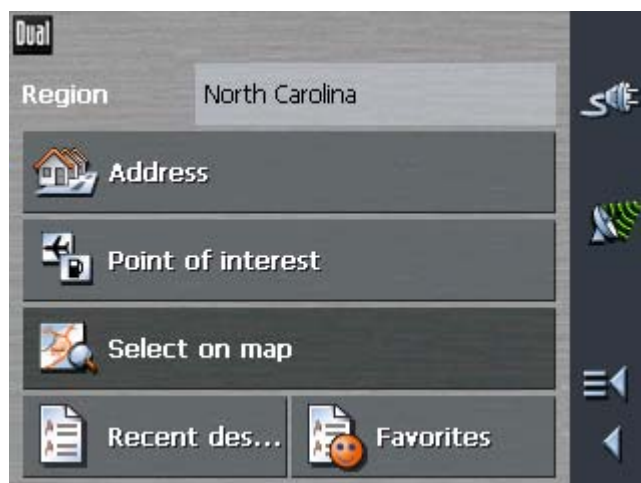 Dual
Region North Carolina
Address
Point of interest
Select on map
Recent des... Favorites